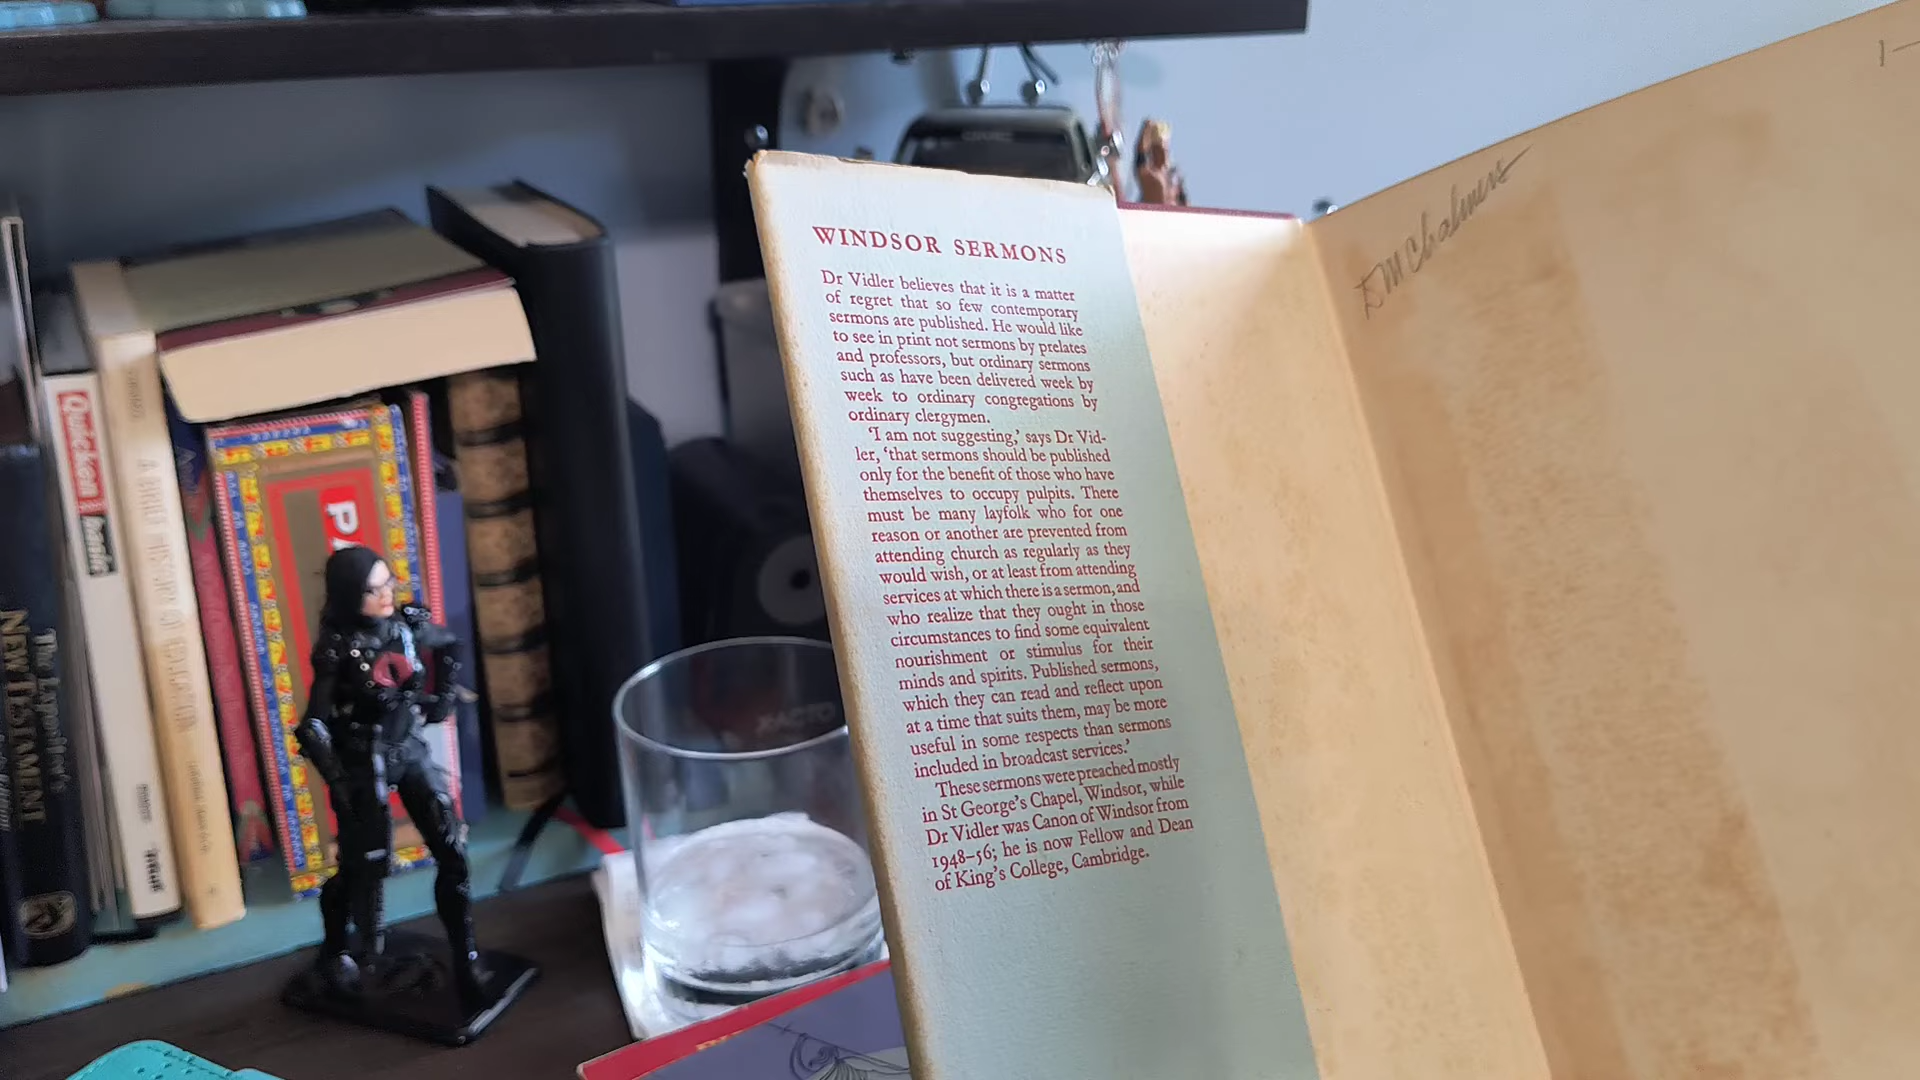 WINDSOR SERMONS
Dr Vidler believes that it is a matter
of regret that so few contemporary
sermons are published. He would like
to see in print not sermons by prelates
and professors, but ordinary sermons
such as have been delivered week by
week to ordinary congregations by
ordinary clergymen.
‘I am not suggesting,’ says Dr Vid-
ler, ‘that sermons should be published
only for the benefit of those who have
themselves to occupy pulpits. There
must be many layfolk who for one
reason or another are prevented from
attending church as regularly as they
would wish, or at least from attending
services at which there is a sermon, and
who realize that they ought in those
circumstances to find some equivalent
nourishment or stimulus for their
minds and spirits. Published sermons,
which they can read and reflect upon
at a time that suits them, may be more
useful in some respects than sermons
included in broadcast services.’
These sermons were preached mostly
in St George's Chapel, Windsor, while
Dr Vidler was Canon of Windsor from
1948–56; he is now Fellow and Dean
of King's College, Cambridge.
Chalmers
Quicken
The
NEW TESTAMENT
X-ACTO